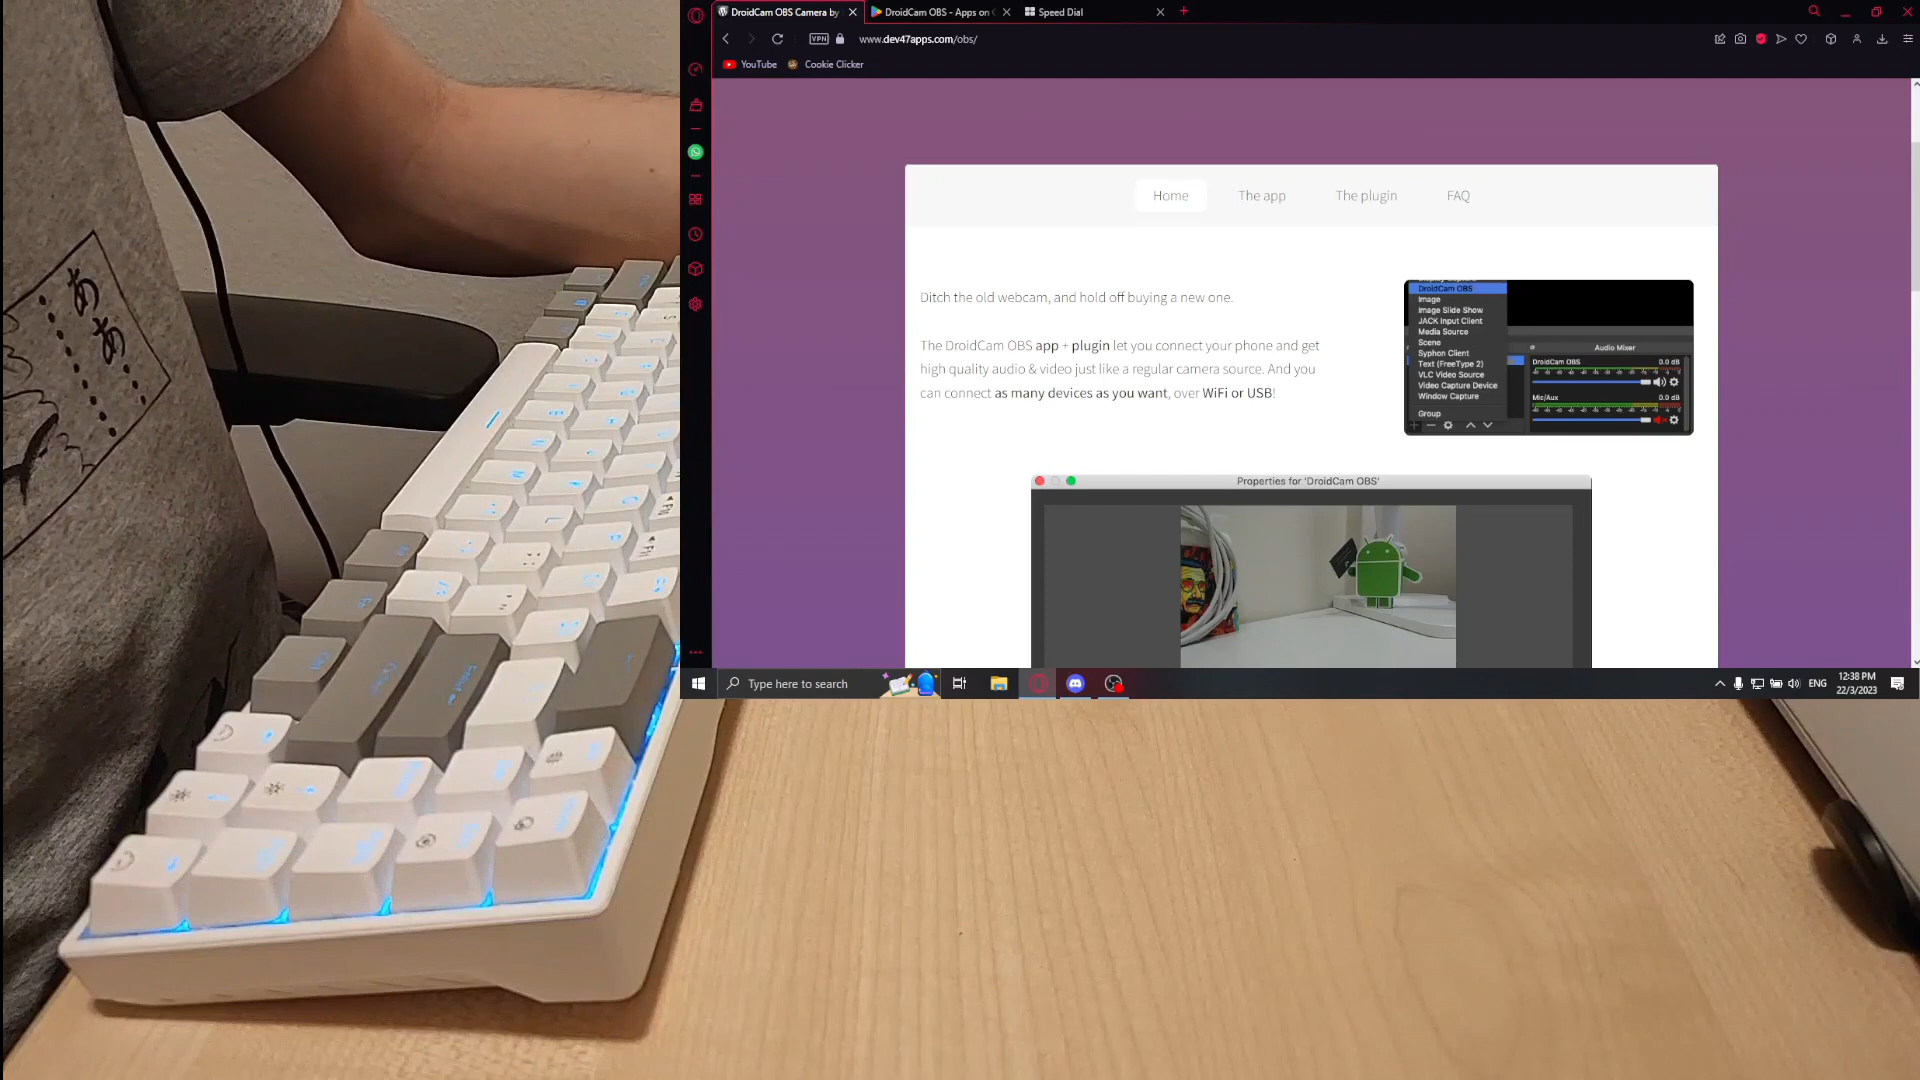 DroidCam OBS Camera by
DroidCam OBS - Apps on
Speed Dial
VPN
www.dev47apps.com/obs/
YouTube
Cookie Clicker
Home
The app
The plugin
FAQ
Ditch the old webcam, and hold off buying a new one.
The DroidCam OBS app + plugin let you connect your phone and get
high quality audio & video just like a regular camera source. And you
can connect as many devices as you want, over WiFi or USB!
DroidCam OBS
Image
Image Slide Show
JACK Input Client
Media Source
Scene
Syphon Client
Text (FreeType 2)
VLC Video Source
Video Capture Device
Window Capture
Group
Audio Mixer
DroidCam OBS
0.0 dB
Mic/Aux
0.0 dB
Properties for 'DroidCam OBS'
Type here to search
ENG
12:38 PM
22/3/2023
ああ